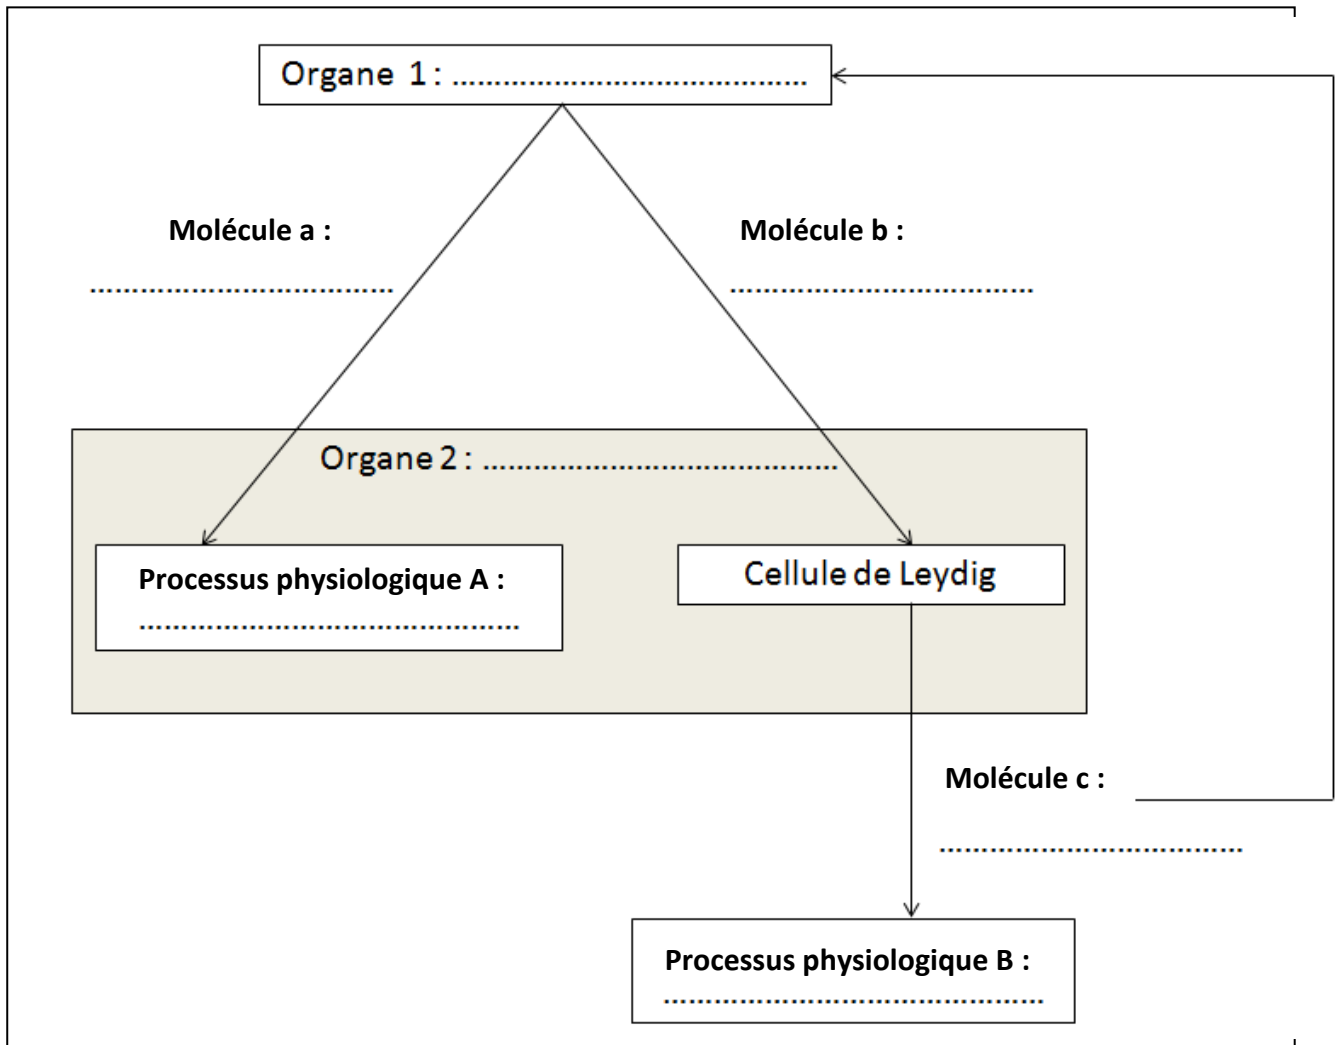 Organe 1 : ..........................................
Molécule a :
....................................
Molécule b :
....................................
Organe 2 : ..........................................
Processus physiologique A :
.............................................
Cellule de Leydig
Molécule c :
....................................
Processus physiologique B :
.............................................